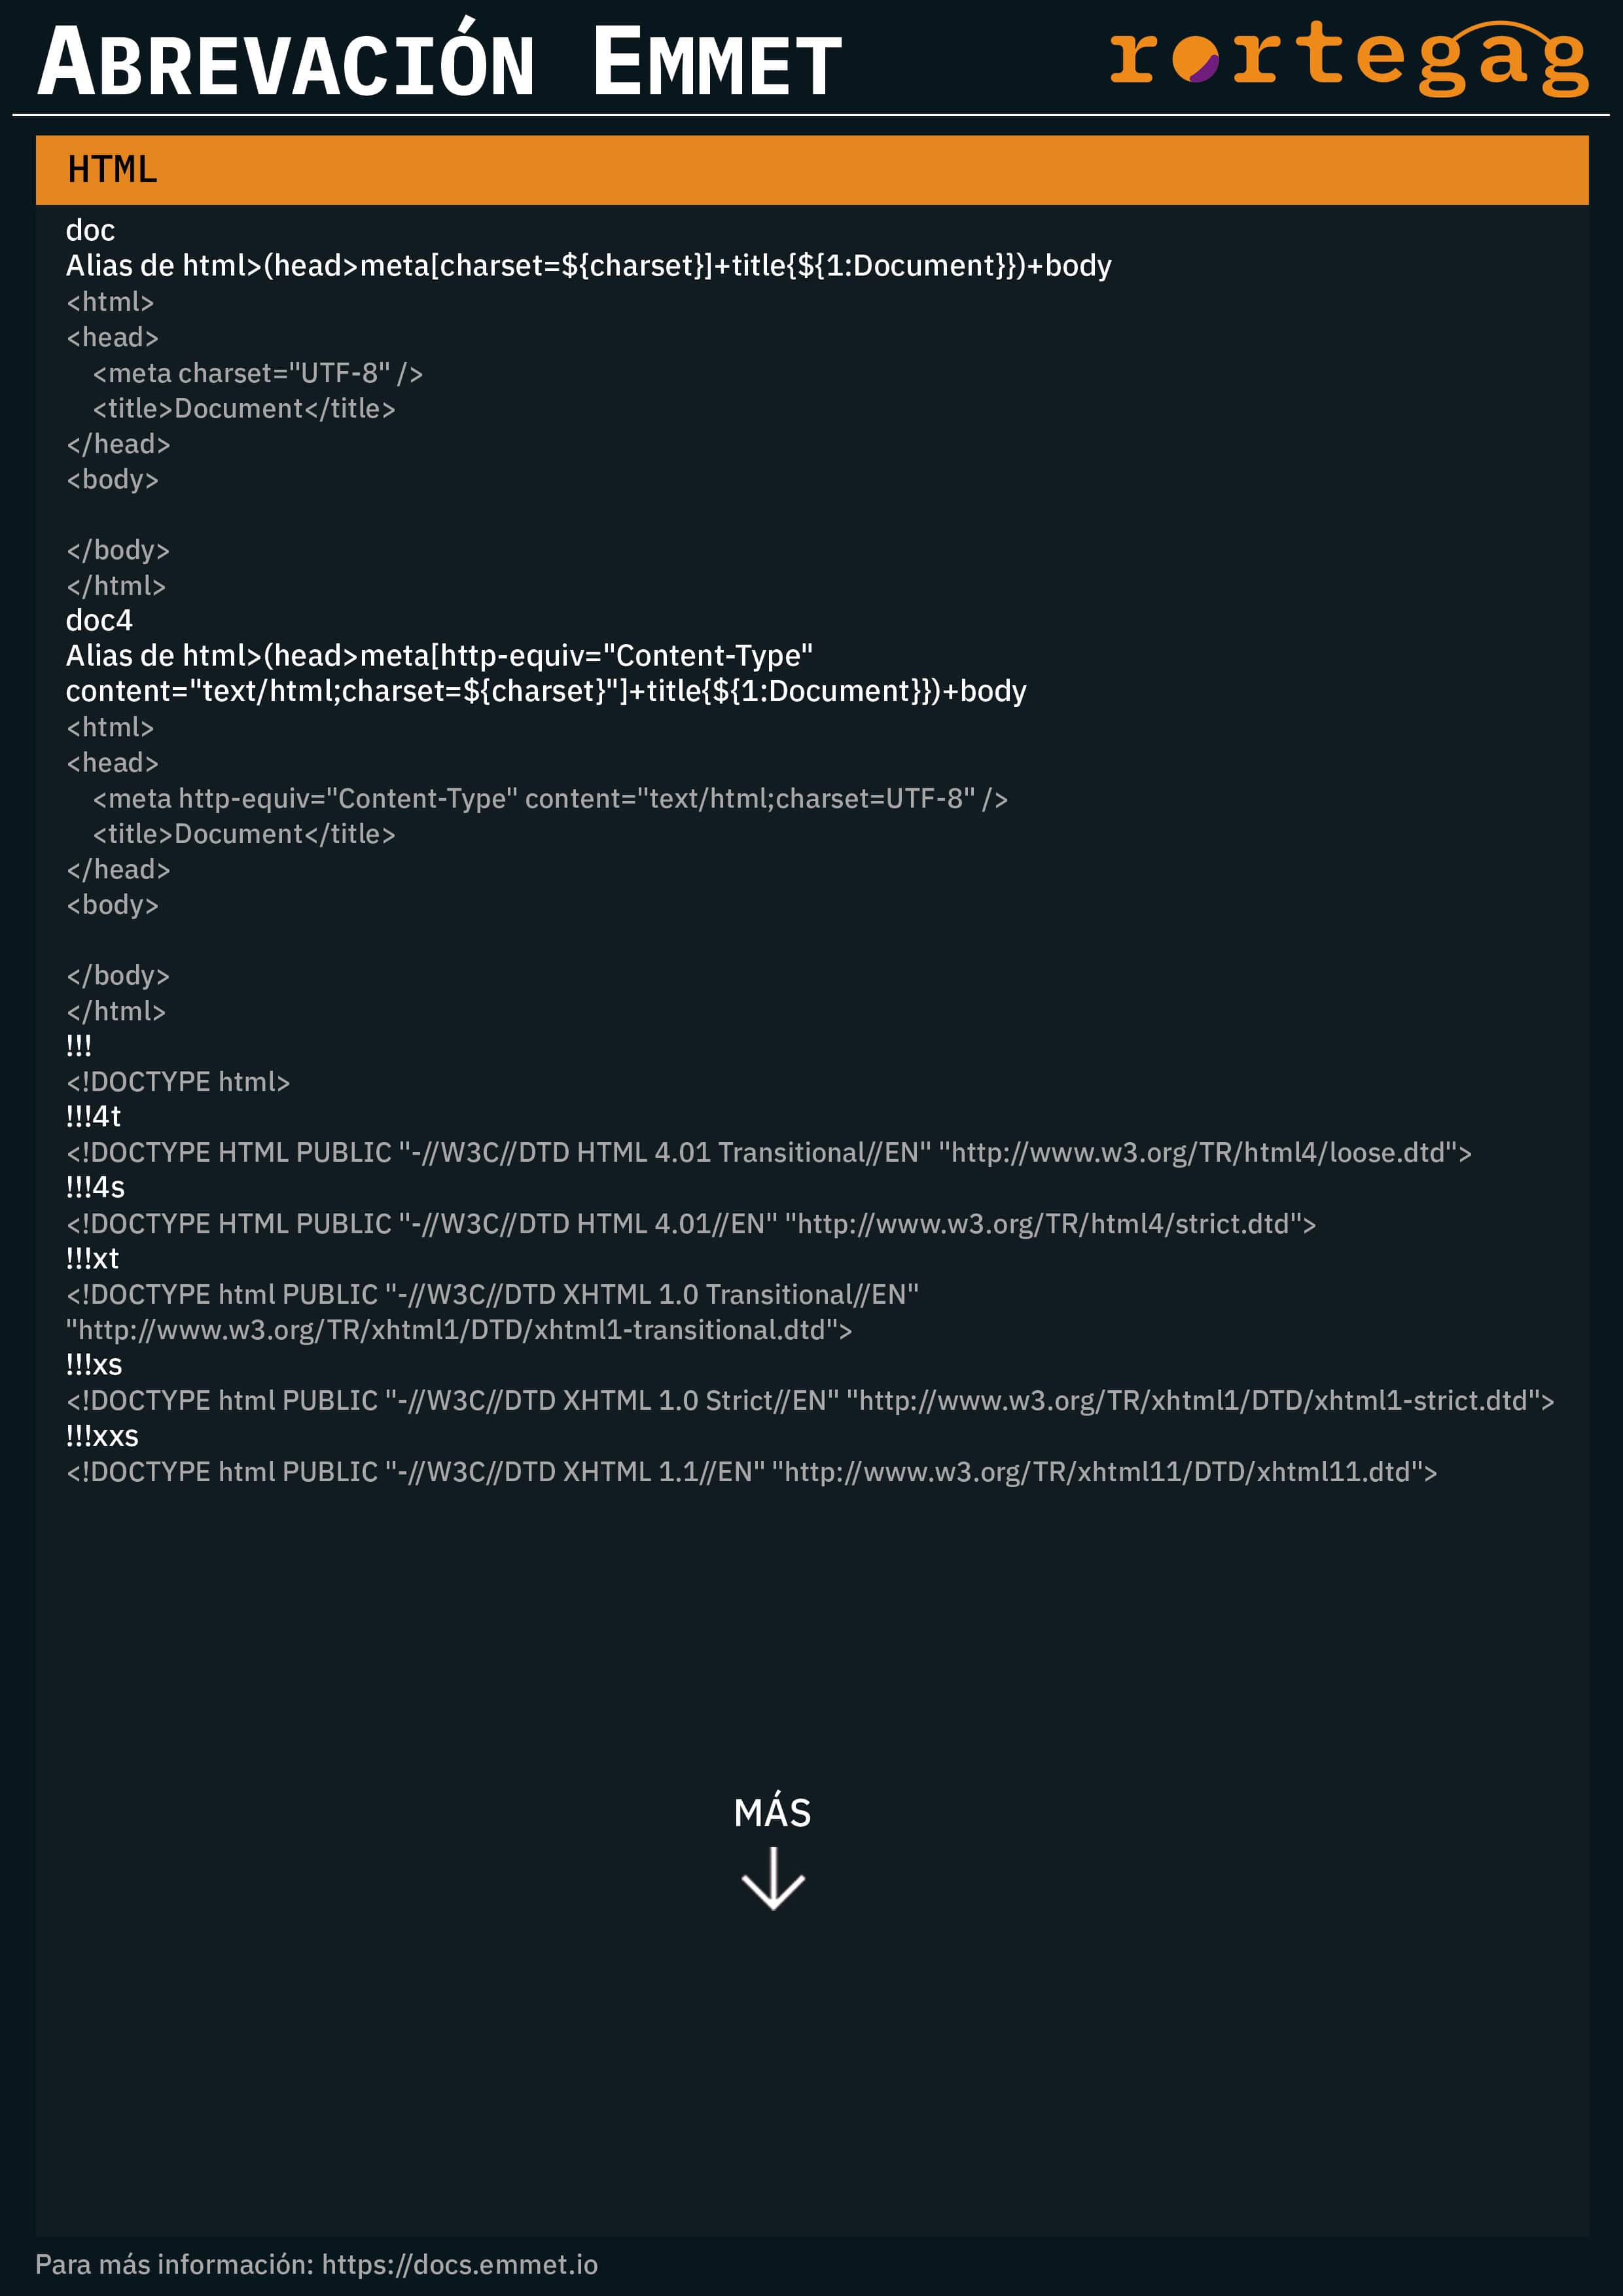 ABREVACIÓN EMMET
rortegag
HTML
doc
Alias de html>(head>meta[charset=${charset}]+title{${1:Document}})+body
<html>
<head>
<meta charset="UTF-8" />
<title>Document</title>
</head>
<body>
</body>
</html>
doc4
Alias de html>(head>meta[http-equiv="Content-Type"
content="text/html;charset=${charset}"]+title{${1:Document}})+body
<html>
<head>
<meta http-equiv="Content-Type" content="text/html;charset=UTF-8" />
<title>Document</title>
</head>
<body>
</body>
</html>
!!!
<!DOCTYPE html>
!!!4t
<!DOCTYPE HTML PUBLIC "-//W3C//DTD HTML 4.01 Transitional//EN" "http://www.w3.org/TR/html4/loose.dtd">
!!!4s
<!DOCTYPE HTML PUBLIC "-//W3C//DTD HTML 4.01//EN" "http://www.w3.org/TR/html4/strict.dtd">
!!!xt
<!DOCTYPE html PUBLIC "-//W3C//DTD XHTML 1.0 Transitional//EN"
"http://www.w3.org/TR/xhtml1/DTD/xhtml1-transitional.dtd">
!!!xs
<!DOCTYPE html PUBLIC "-//W3C//DTD XHTML 1.0 Strict//EN" "http://www.w3.org/TR/xhtml1/DTD/xhtml1-strict.dtd">
!!!xxs
<!DOCTYPE html PUBLIC "-//W3C//DTD XHTML 1.1//EN" "http://www.w3.org/TR/xhtml11/DTD/xhtml11.dtd">
MÁS
Para más información: https://docs.emmet.io